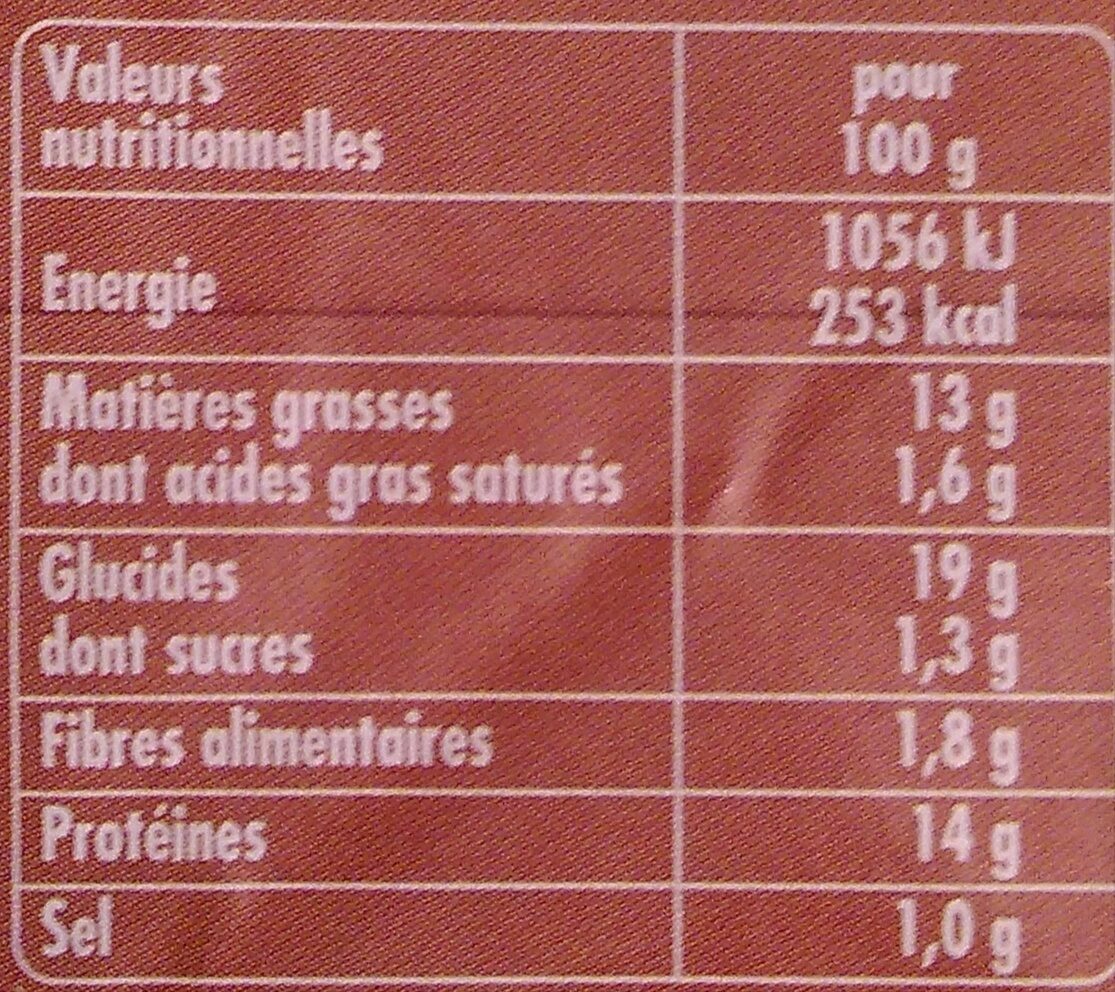 Valeurs
nutritionnelles
pour
100 g
Energie
1056 kJ
253 kcal
Matières grasses 13 g
dont acides gras saturés 1,6 g
Glucides 19 g
dont sucres 1,3 g
Fibres alimentaires 1,8 g
Protéines 14 g
Sel 1,0 g